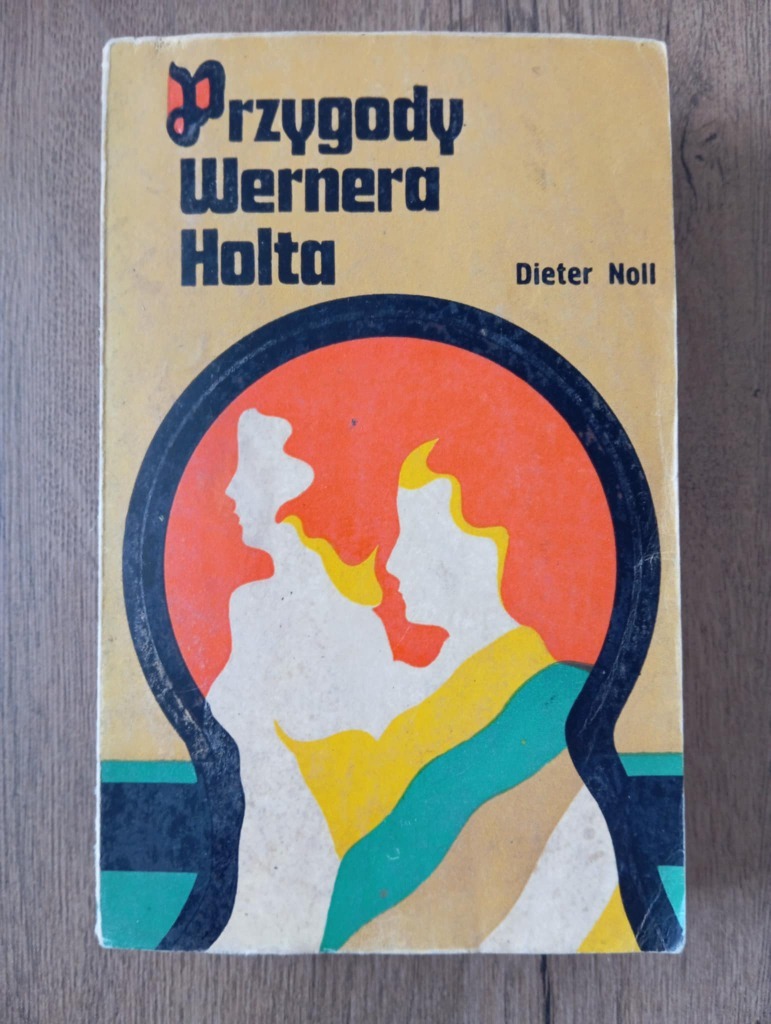 Przygody
Wernera
Holta
Dieter Noll